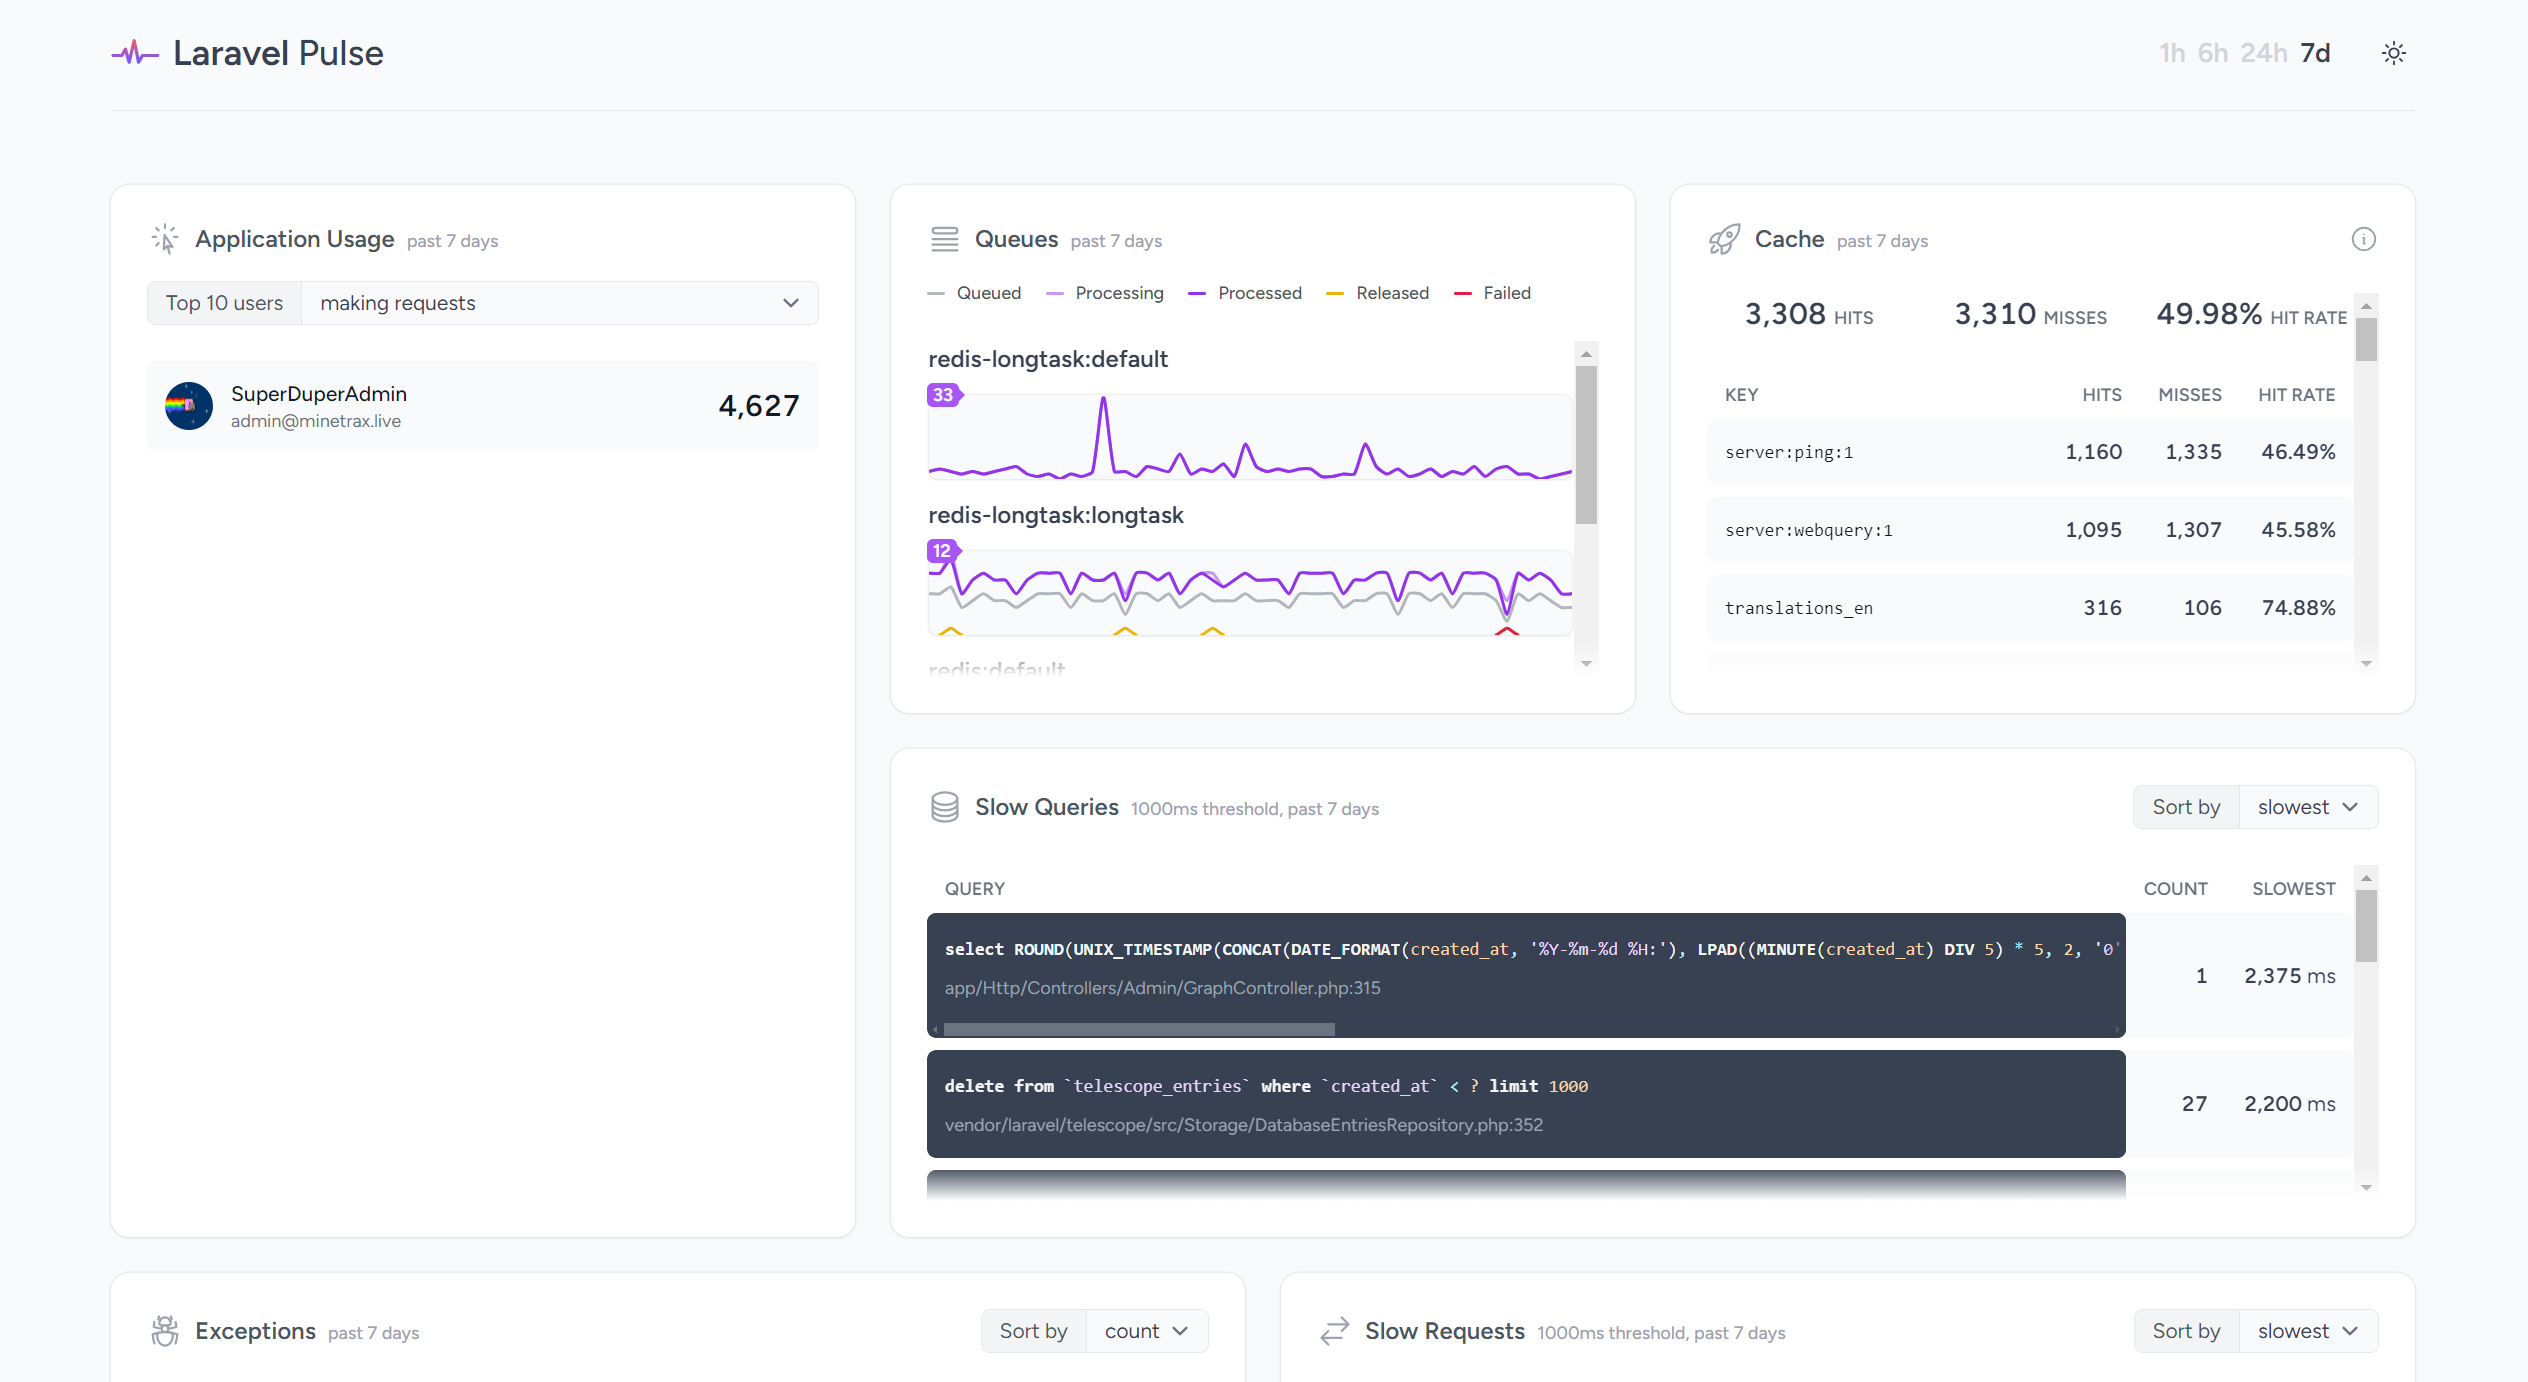 Laravel Pulse
1h 6h 24h 7d
Application Usage past 7 days
Top 10 users making requests
SuperDuperAdmin
admin@minetrax.live
4,627
Queues past 7 days
Queued Processing Processed Released Failed
redis-longtask:default
33
redis-longtask:longtask
12
redis:default
Cache past 7 days
3,308 HITS 3,310 MISSES 49.98% HIT RATE
KEY HITS MISSES HIT RATE
server:ping:1 1,160 1,335 46.49%
server:webquery:1 1,095 1,307 45.58%
translations_en 316 106 74.88%
Slow Queries 1000ms threshold, past 7 days
Sort by slowest
QUERY COUNT SLOWEST
select ROUND(UNIX_TIMESTAMP(CONCAT(DATE_FORMAT(created_at, '%Y-%m-%d %H:'), LPAD((MINUTE(created_at) DIV 5) * 5, 2, '0'
app/Http/Controllers/Admin/GraphController.php:315
1 2,375 ms
delete from `telescope_entries` where `created_at` < ? limit 1000
vendor/laravel/telescope/src/Storage/DatabaseEntriesRepository.php:352
27 2,200 ms
Exceptions past 7 days
Sort by count
Slow Requests 1000ms threshold, past 7 days
Sort by slowest